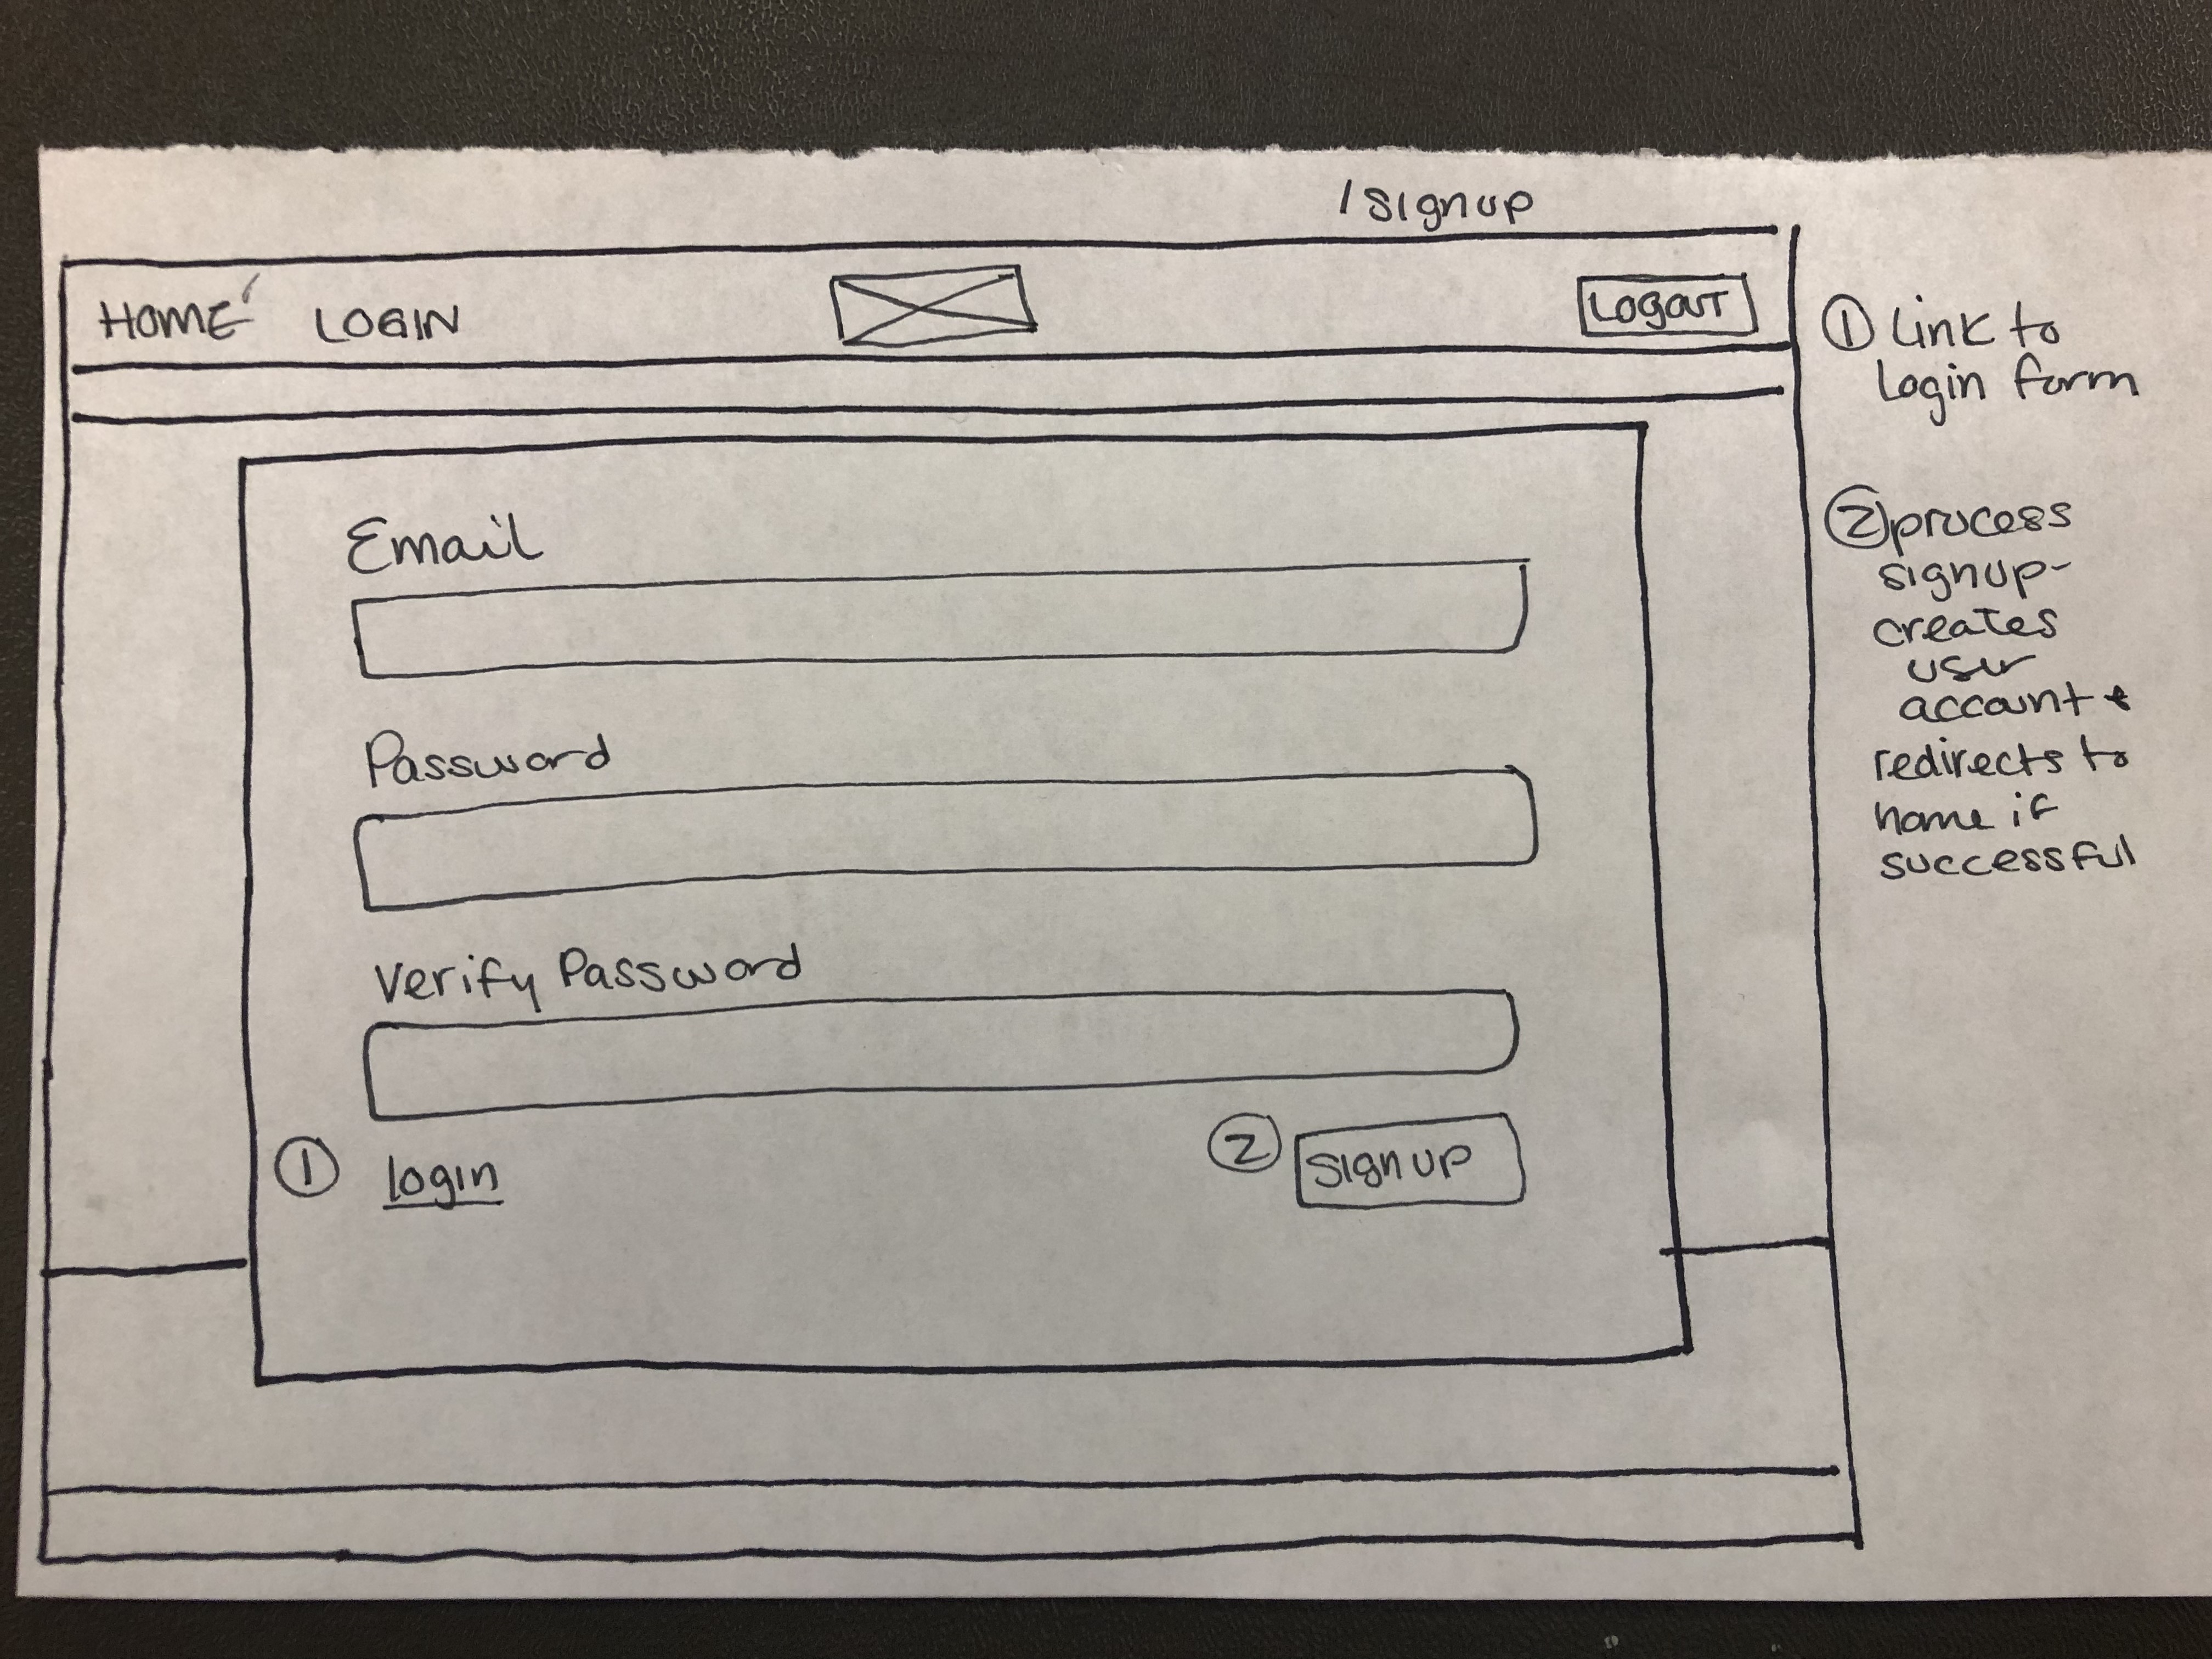 /signup
HOME LOGIN
LOGOUT
Email
Password
Verify Password
1 login
2 signup
1 Link to
Login form
2 process
signup-
creates
user
account &
redirects to
home if
successful